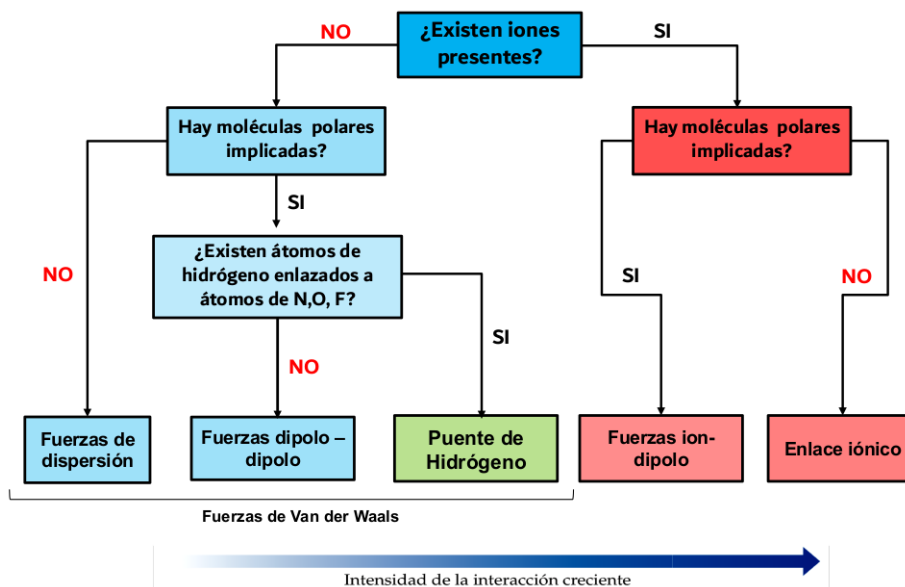 ¿Existen iones
presentes?
NO
SI
Hay moléculas polares
implicadas?
Hay moléculas polares
implicadas?
SI
NO
¿Existen átomos de
hidrógeno enlazados a
átomos de N,O, F?
SI
NO
SI
NO
Fuerzas de
dispersión
Fuerzas dipolo –
dipolo
Puente de
Hidrógeno
Fuerzas ion-
dipolo
Enlace iónico
Fuerzas de Van der Waals
Intensidad de la interacción creciente